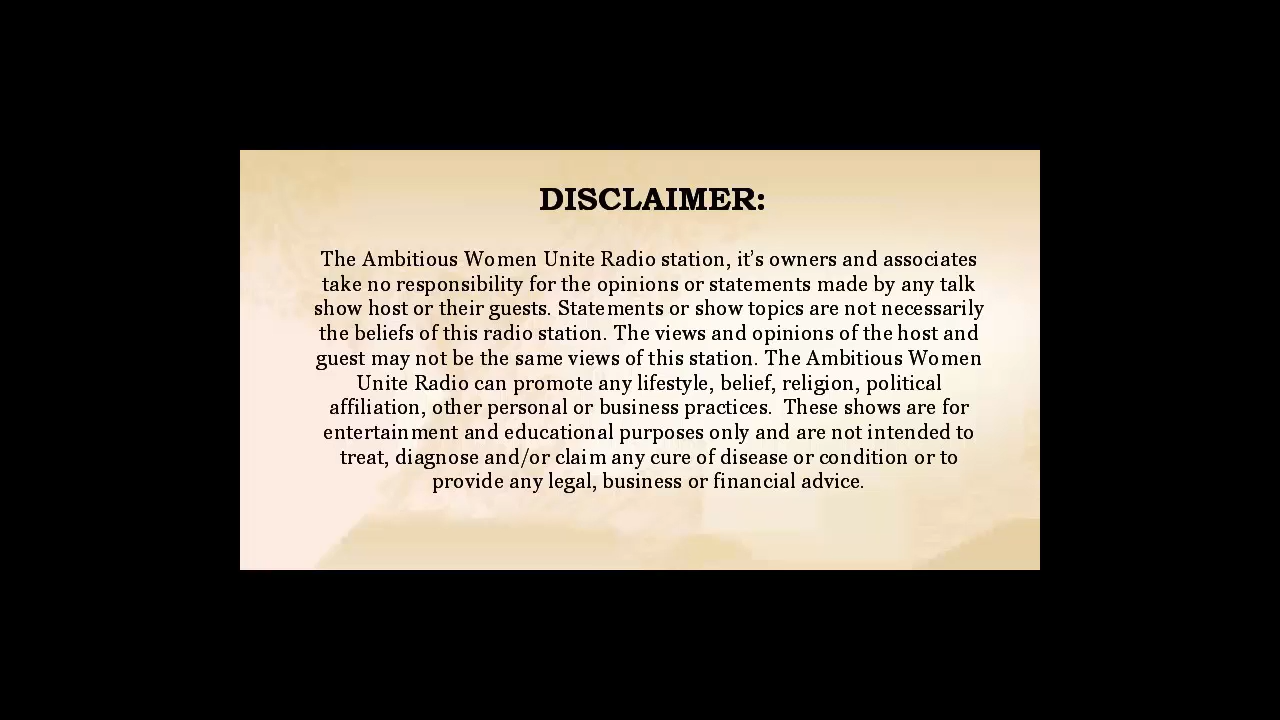 DISCLAIMER:
The Ambitious Women Unite Radio station, it’s owners and associates
take no responsibility for the opinions or statements made by any talk
show host or their guests. Statements or show topics are not necessarily
the beliefs of this radio station. The views and opinions of the host and
guest may not be the same views of this station. The Ambitious Women
Unite Radio can promote any lifestyle, belief, religion, political
affiliation, other personal or business practices.  These shows are for
entertainment and educational purposes only and are not intended to
treat, diagnose and/or claim any cure of disease or condition or to
provide any legal, business or financial advice.